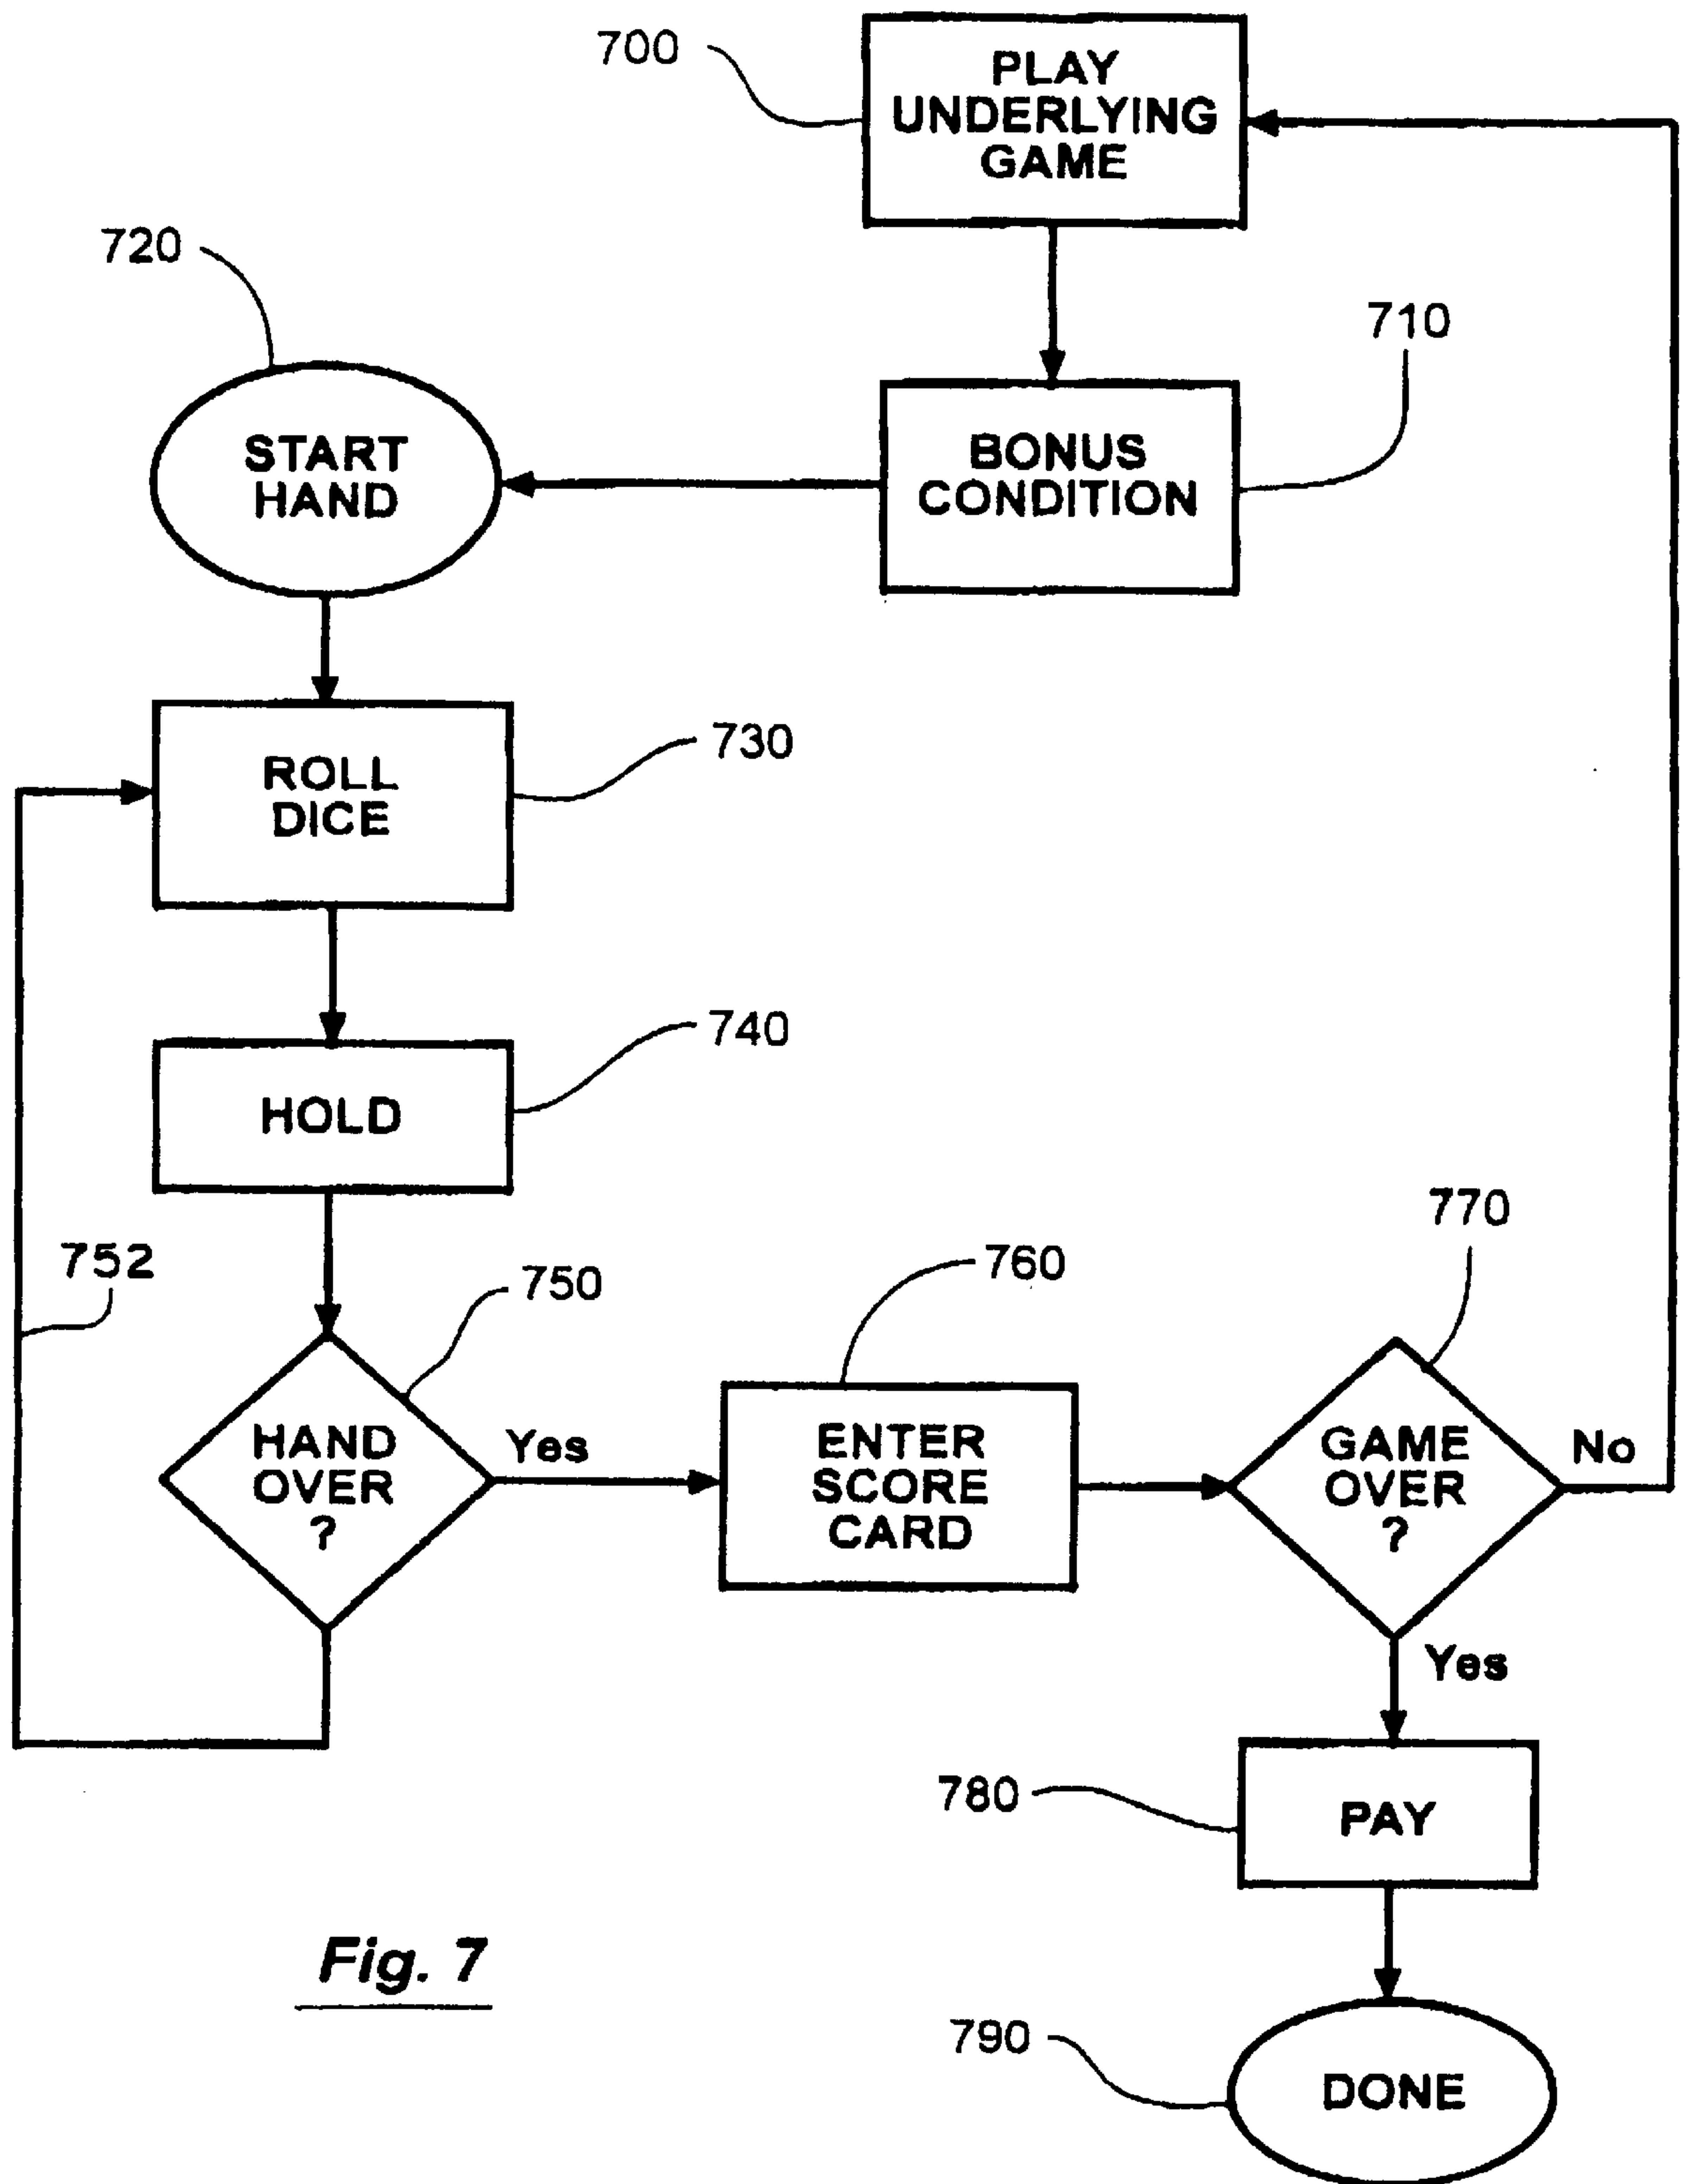 700
PLAY
UNDERLYING
GAME
720
710
START
HAND
BONUS
CONDITION
730
ROLL
DICE
740
HOLD
770
752
750
760
HAND
OVER
?
Yes
ENTER
SCORE
CARD
GAME
OVER
?
No
Yes
780
PAY
Fig. 7
790
DONE